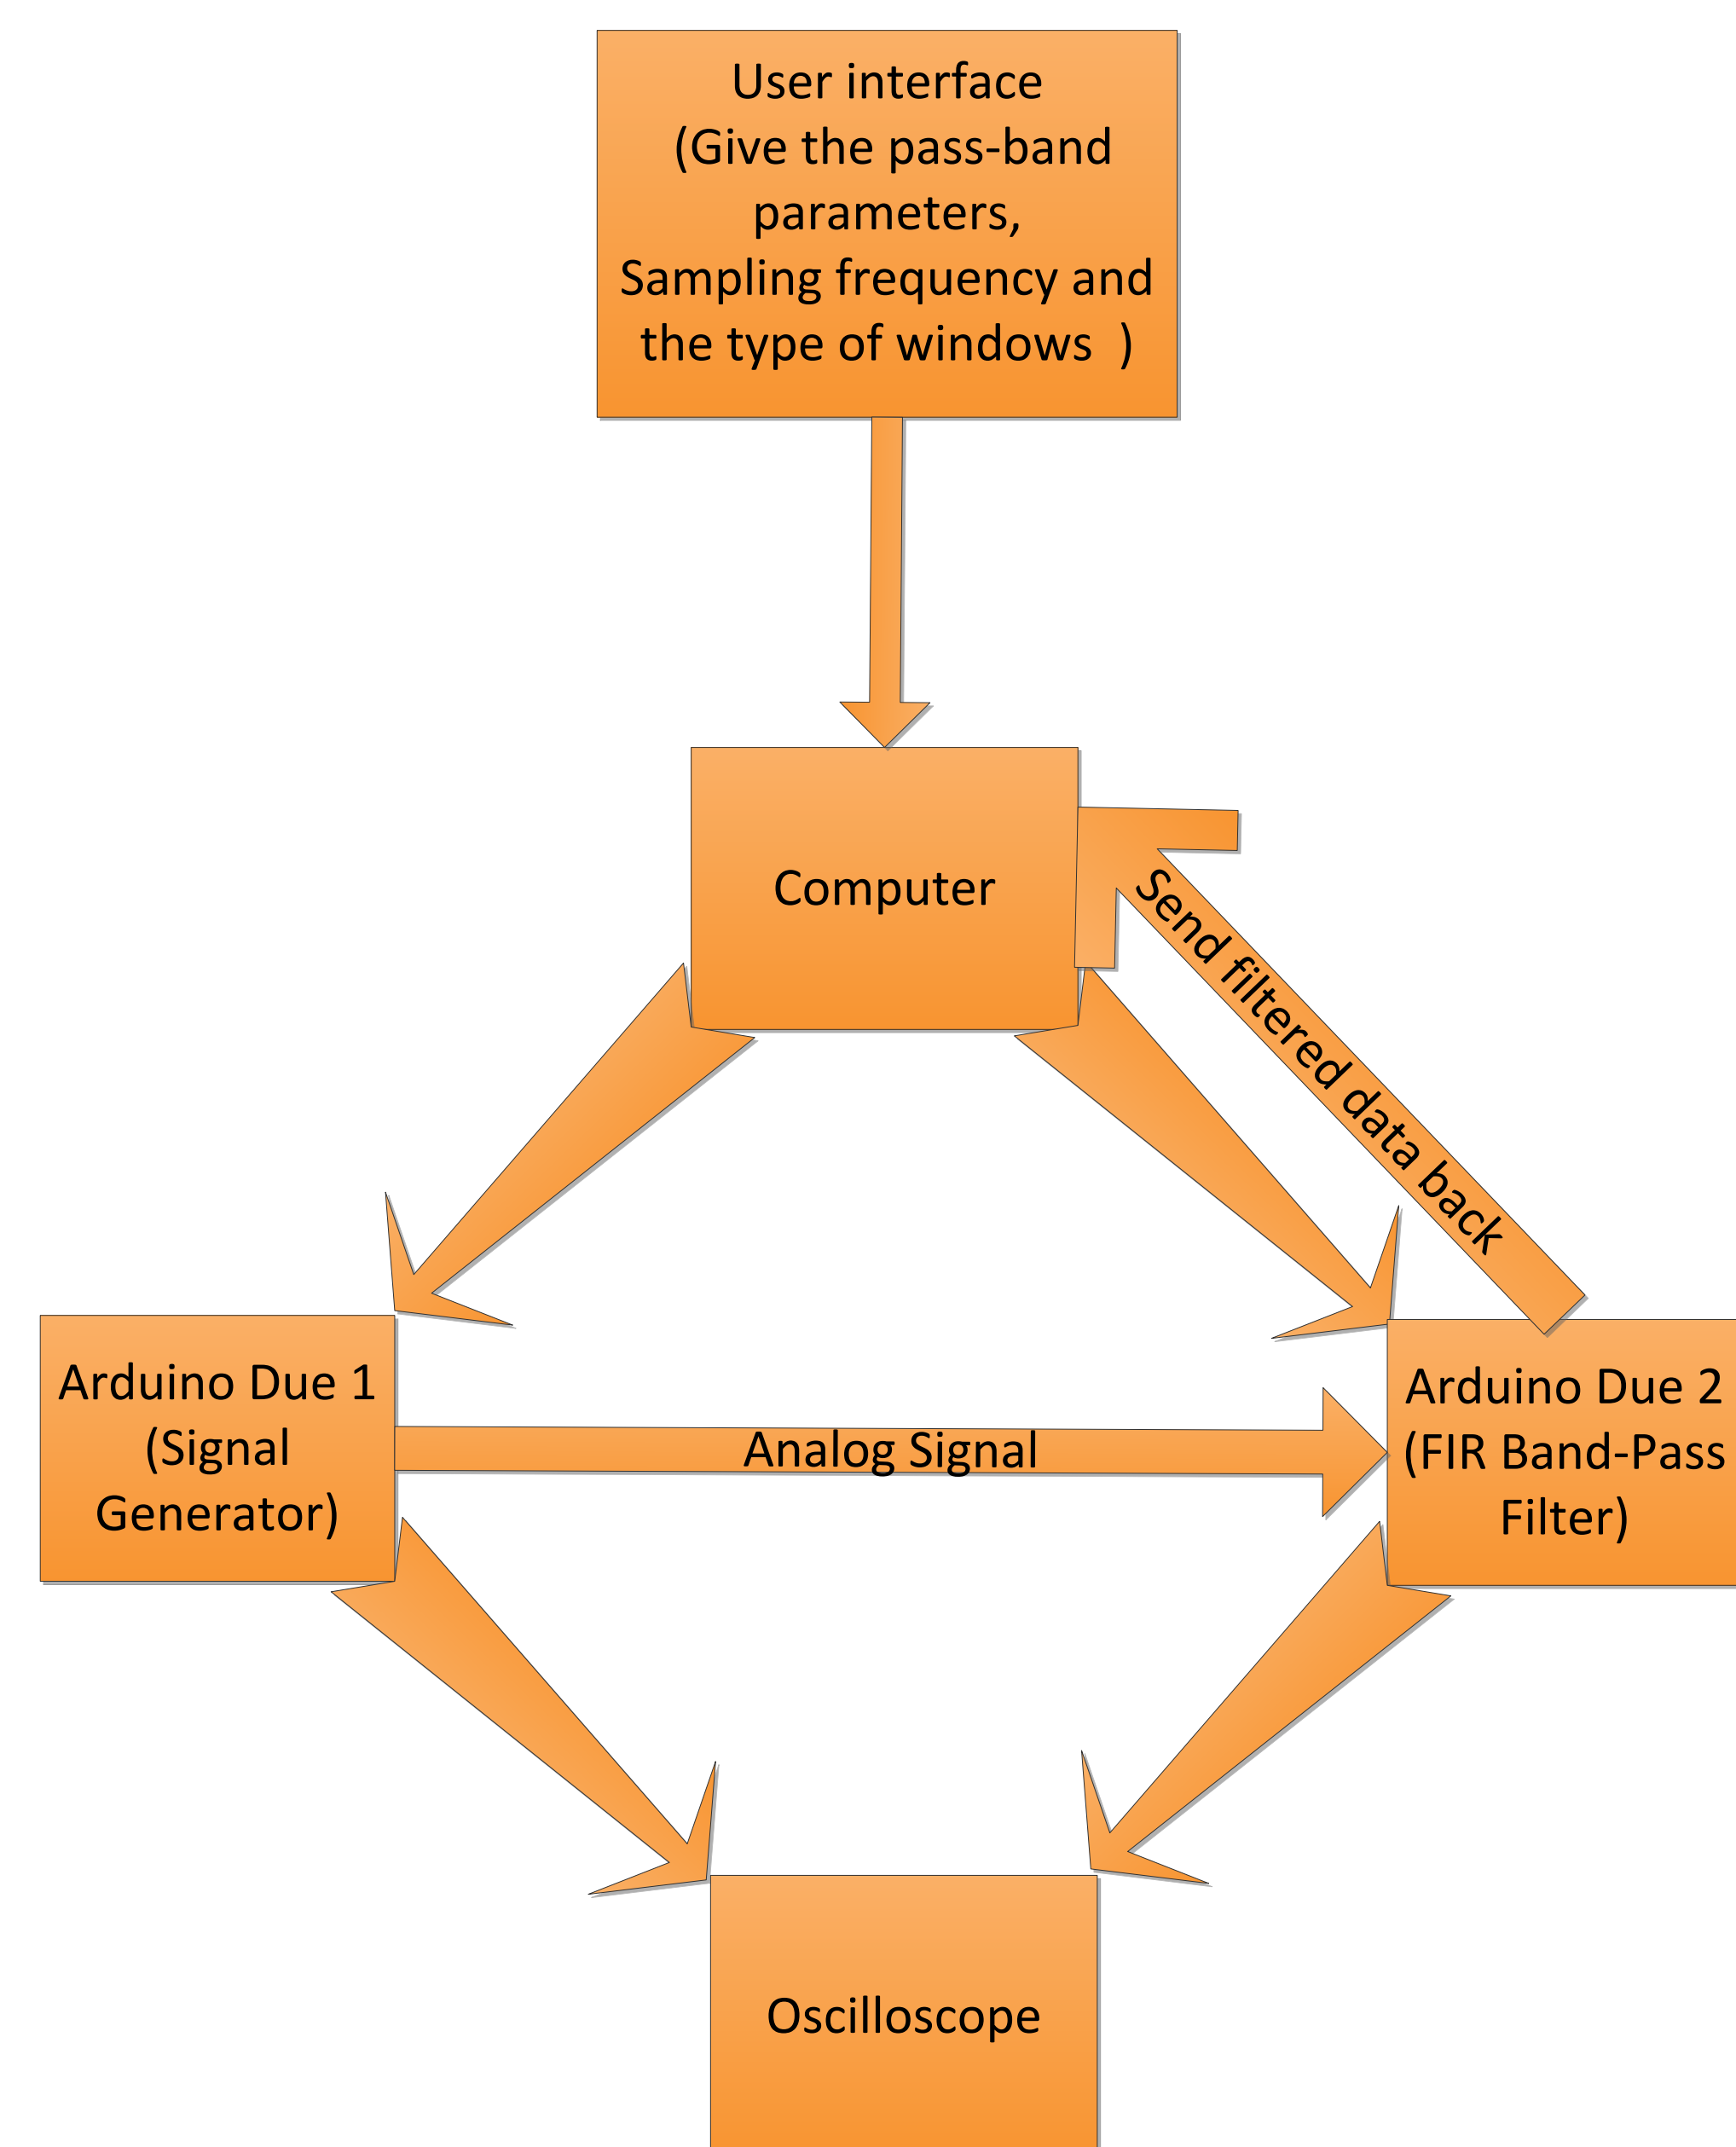 User interface
(Give the pass-band
parameters,
Sampling frequency and
the type of windows  )
Computer
Send filtered data back
Arduino Due 1
(Signal
Generator)
Analog Signal
Arduino Due 2
(FIR Band-Pass
Filter)
Oscilloscope